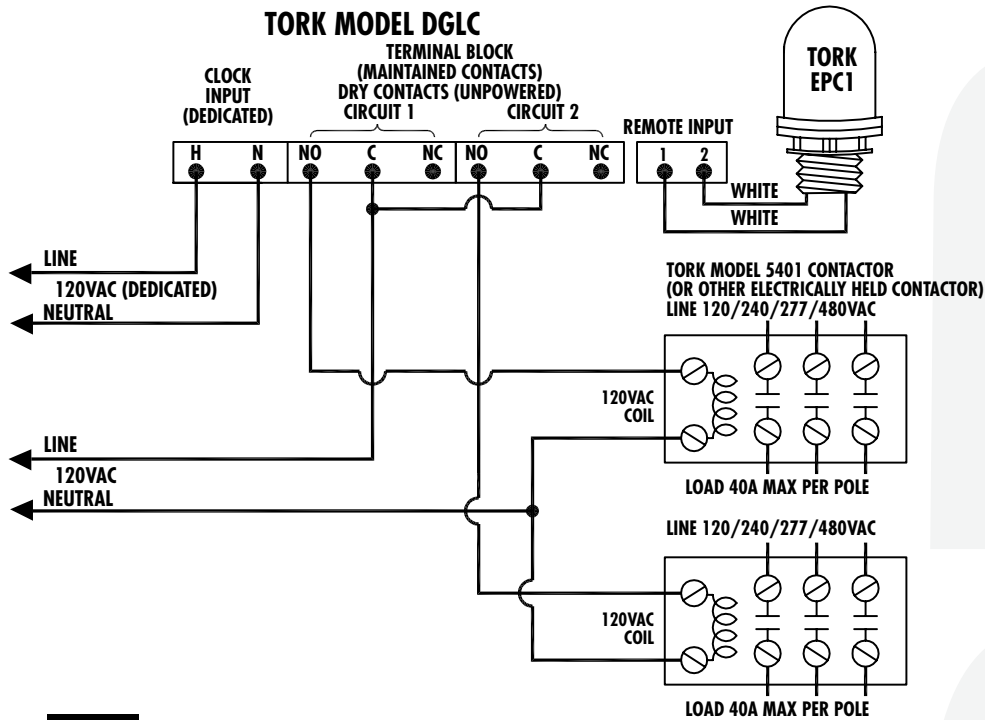 TORK MODEL DGLC
TERMINAL BLOCK
(MAINTAINED CONTACTS)
DRY CONTACTS (UNPOWERED)
CLOCK
INPUT
(DEDICATED)
CIRCUIT 1
CIRCUIT 2
REMOTE INPUT
TORK
EPC1
H N NO C NC NO C NC 1 2
WHITE
WHITE
LINE
120VAC (DEDICATED)
NEUTRAL
TORK MODEL 5401 CONTACTOR
(OR OTHER ELECTRICALLY HELD CONTACTOR)
LINE 120/240/277/480VAC
120VAC
COIL
LOAD 40A MAX PER POLE
LINE
120VAC
NEUTRAL
LINE 120/240/277/480VAC
120VAC
COIL
LOAD 40A MAX PER POLE